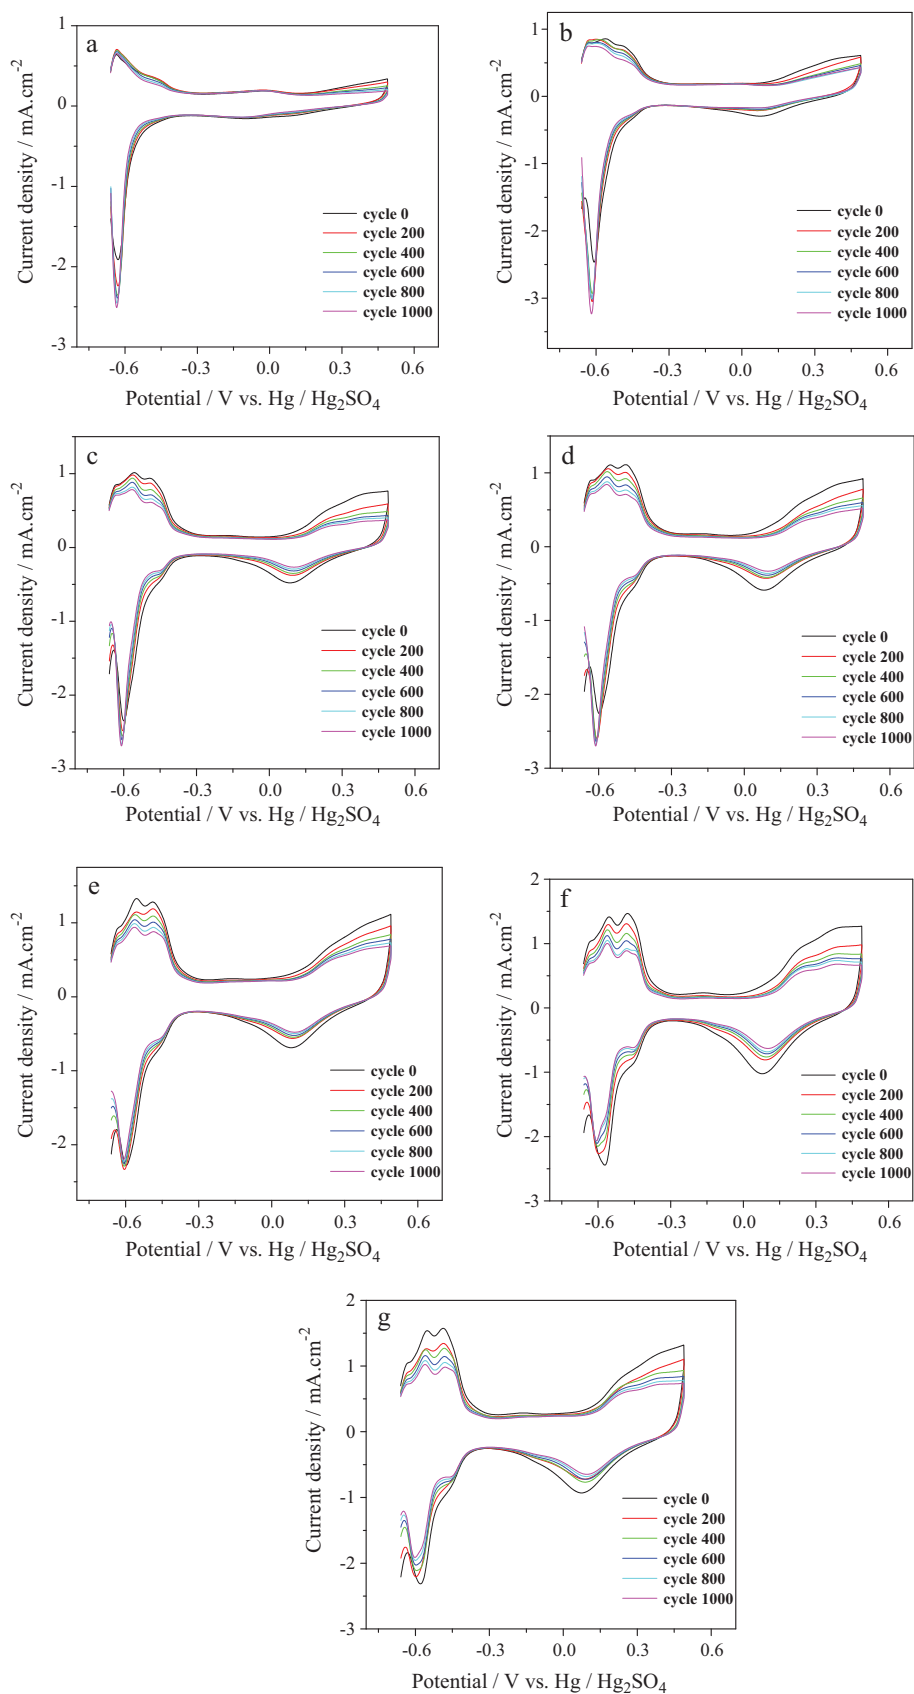 a
1
0
-1
-2
-3
Current density / mA.cm-2
cycle 0
cycle 200
cycle 400
cycle 600
cycle 800
cycle 1000
-0.6 -0.3 0.0 0.3 0.6
Potential / V vs. Hg / Hg2SO4
b
1
0
-1
-2
-3
Current density / mA.cm-2
cycle 0
cycle 200
cycle 400
cycle 600
cycle 800
cycle 1000
-0.6 -0.3 0.0 0.3 0.6
Potential / V vs. Hg / Hg2SO4
c
1
0
-1
-2
-3
Current density / mA.cm-2
cycle 0
cycle 200
cycle 400
cycle 600
cycle 800
cycle 1000
-0.6 -0.3 0.0 0.3 0.6
Potential / V vs. Hg / Hg2SO4
d
1
0
-1
-2
-3
Current density / mA.cm-2
cycle 0
cycle 200
cycle 400
cycle 600
cycle 800
cycle 1000
-0.6 -0.3 0.0 0.3 0.6
Potential / V vs. Hg / Hg2SO4
e
1
0
-1
-2
Current density / mA.cm-2
cycle 0
cycle 200
cycle 400
cycle 600
cycle 800
cycle 1000
-0.6 -0.3 0.0 0.3 0.6
Potential / V vs. Hg / Hg2SO4
f
2
1
0
-1
-2
-3
Current density / mA.cm-2
cycle 0
cycle 200
cycle 400
cycle 600
cycle 800
cycle 1000
-0.6 -0.3 0.0 0.3 0.6
Potential / V vs. Hg / Hg2SO4
g
2
1
0
-1
-2
-3
Current density / mA.cm-2
cycle 0
cycle 200
cycle 400
cycle 600
cycle 800
cycle 1000
-0.6 -0.3 0.0 0.3 0.6
Potential / V vs. Hg / Hg2SO4